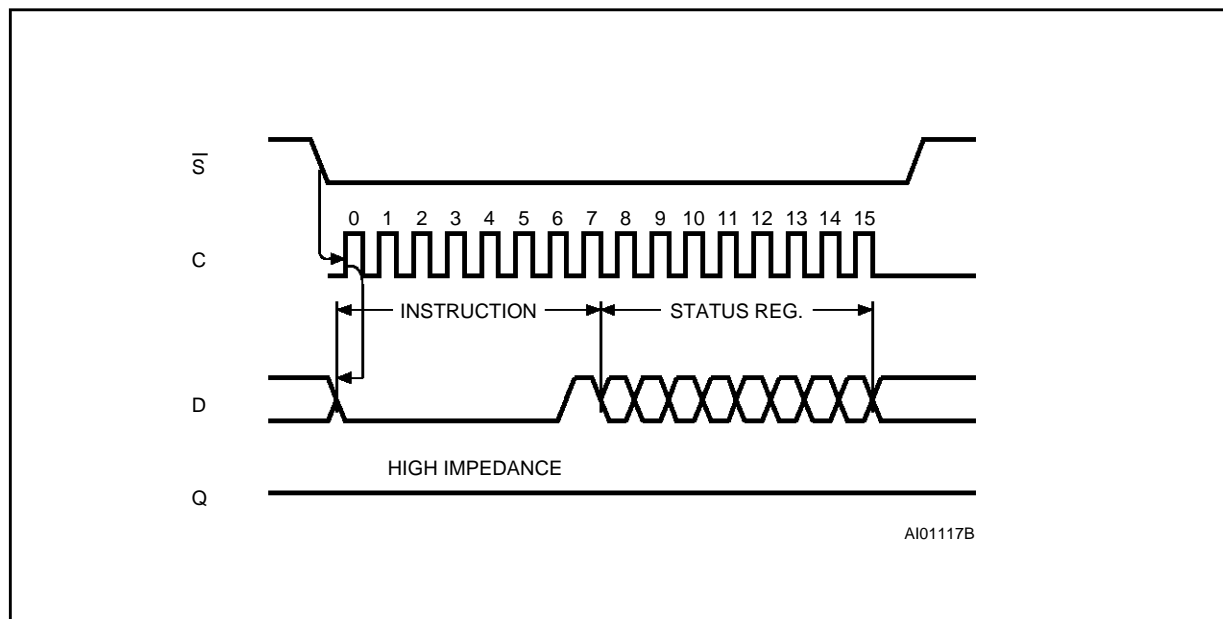 S̅
0 1 2 3 4 5 6 7 8 9 10 11 12 13 14 15
C
INSTRUCTION STATUS REG.
D
HIGH IMPEDANCE
Q
AI01117B